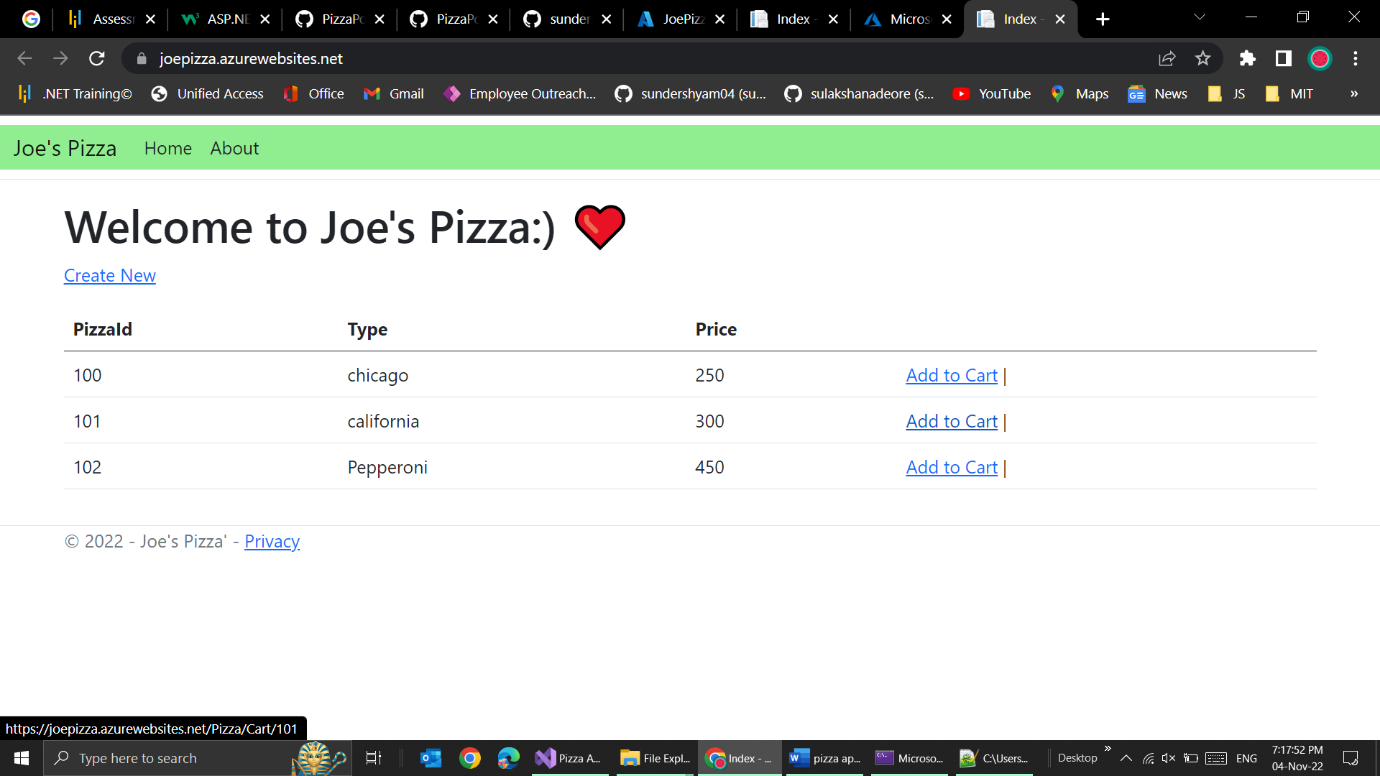 Assessr
ASP.NE
PizzaPo
PizzaPo
sunder
JoePizz
Index -
Micros
Index -
joepizza.azurewebsites.net
.NET Training©
Unified Access
Office
Gmail
Employee Outreach...
sundershyam04 (su...
sulakshanadeore (s...
YouTube
Maps
News
JS
MIT
»
Joe's Pizza Home About
Welcome to Joe's Pizza:)
Create New
PizzaId Type Price
100 chicago 250 Add to Cart |
101 california 300 Add to Cart |
102 Pepperoni 450 Add to Cart |
© 2022 - Joe's Pizza' - Privacy
https://joepizza.azurewebsites.net/Pizza/Cart/101
Type here to search
Pizza A...
File Expl...
Index - ...
pizza ap...
Microso...
C:\Users...
Desktop
»
ENG
7:17:52 PM
04-Nov-22